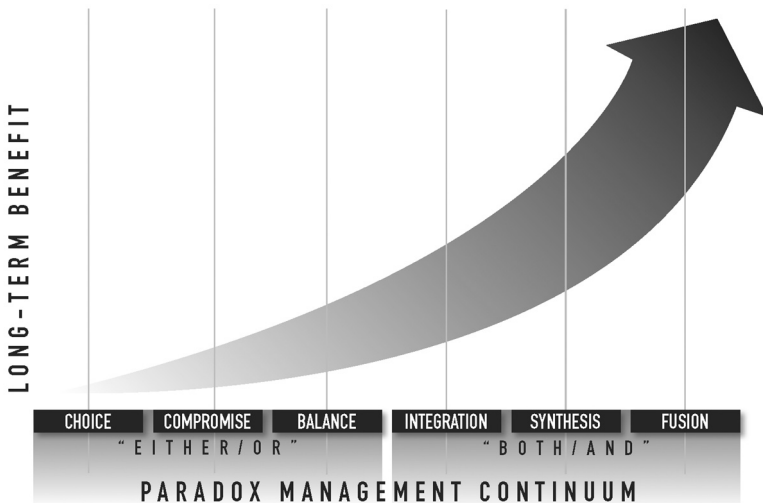 LONG-TERM BENEFIT
CHOICE COMPROMISE BALANCE INTEGRATION SYNTHESIS FUSION
"EITHER/OR" "BOTH/AND"
PARADOX MANAGEMENT CONTINUUM